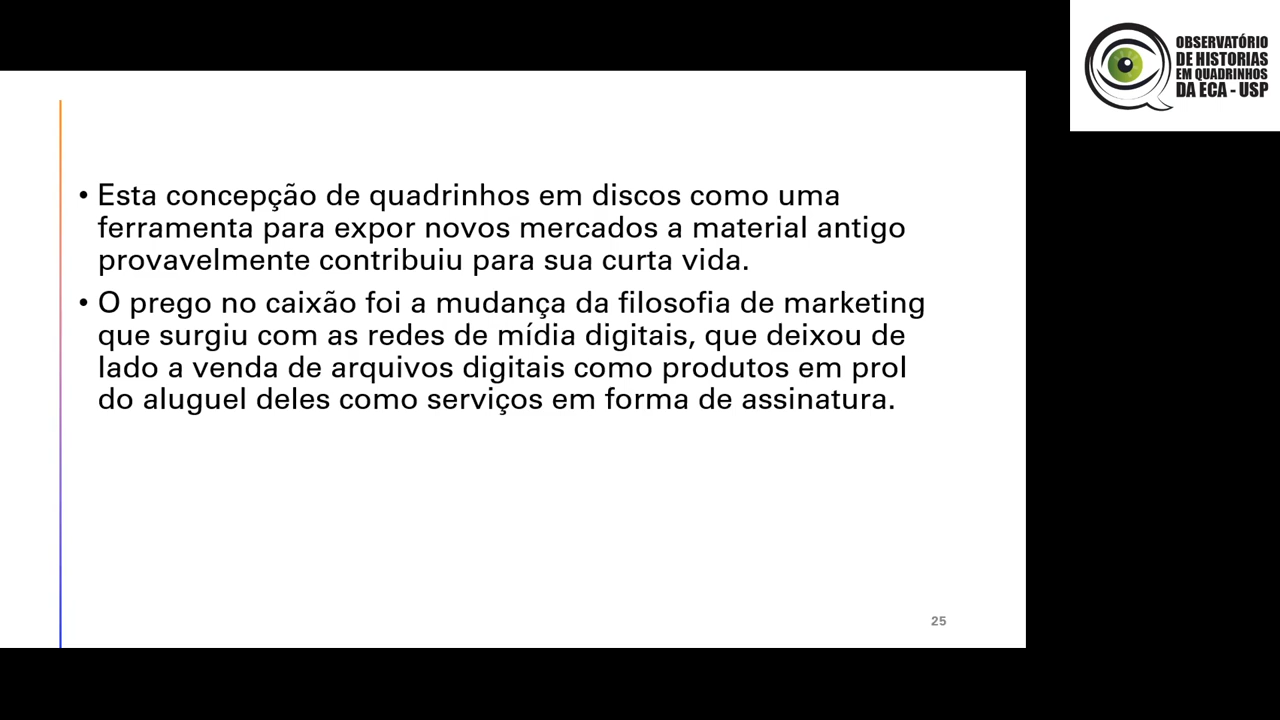 OBSERVATÓRIO
DE HISTORIAS
EM QUADRINHOS
DA ECA - USP
• Esta concepção de quadrinhos em discos como uma
ferramenta para expor novos mercados a material antigo
provavelmente contribuiu para sua curta vida.
• O prego no caixão foi a mudança da filosofia de marketing
que surgiu com as redes de mídia digitais, que deixou de
lado a venda de arquivos digitais como produtos em prol
do aluguel deles como serviços em forma de assinatura.
25